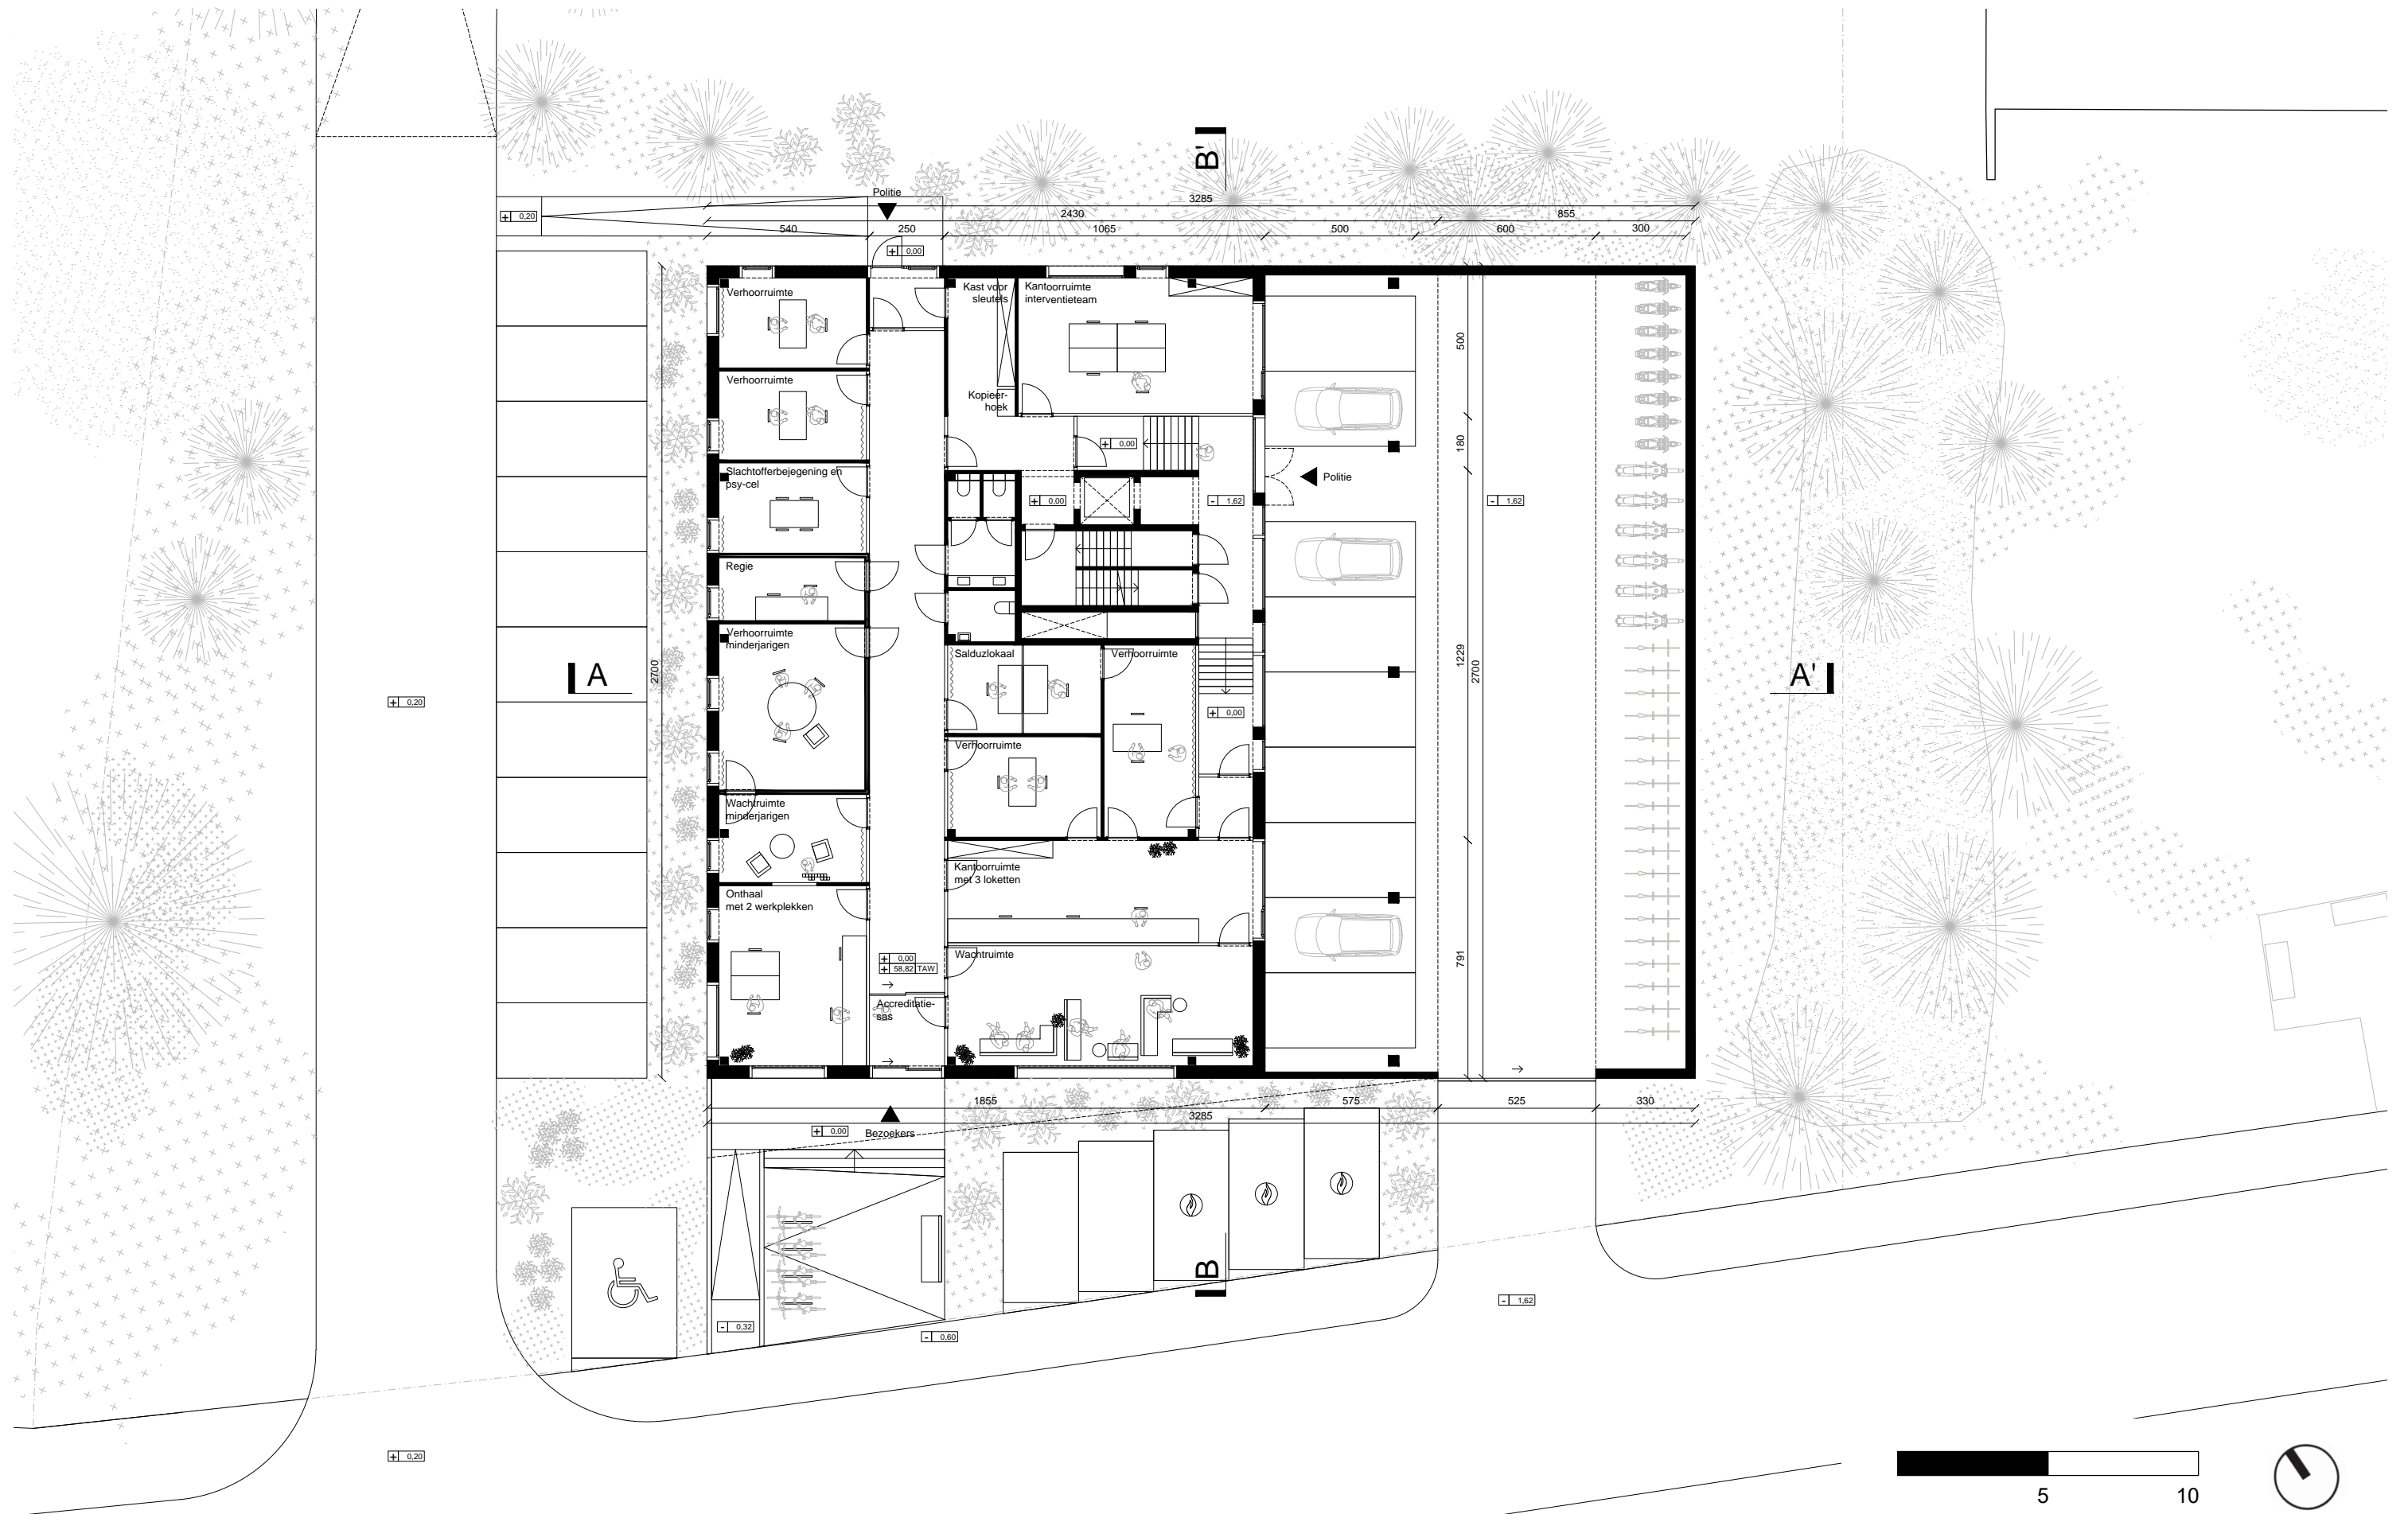 B'
Politie
3285
+ 0,20
2430
855
540
250
1065
500
600
300
+ 0,00
Verhoorruimte
Kast voor
sleutels
Kantoorruimte
interventieteam
500
Verhoorruimte
Kopieer-
hoek
+ 0,00
180
Slachtofferbejegening en
psy-cel
Politie
+ 0,00
- 1,62
- 1,62
Regie
Verhoorruimte
minderjarigen
Salduzlokaal
Verhoorruimte
1229
A
2700
2700
A'
+ 0,20
+ 0,00
Verhoorruimte
Wachtruimte
minderjarigen
Kantoorruimte
met 3 loketten
Onthaal
met 2 werkplekken
Wachtruimte
+ 0,00
+ 58,82 TAW
791
Accreditatie-
sas
1855
575
525
330
3285
+ 0,00
Bezoekers
B
- 1,62
- 0,32
- 0,60
+ 0,20
5
10